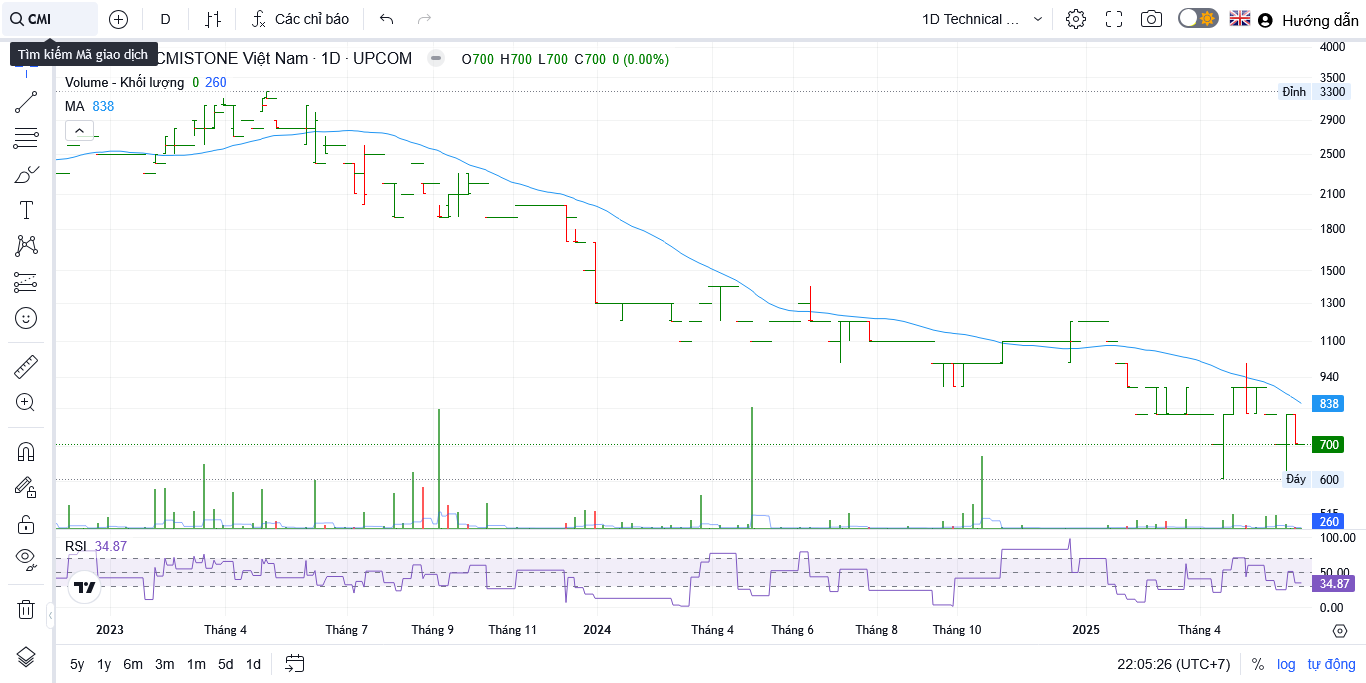 CMI D Các chỉ báo 1D Technical ... Hướng dẫn
Tìm kiếm Mã giao dịch
CMISTONE Việt Nam · 1D · UPCOM O700 H700 L700 C700 0 (0.00%)
Volume - Khối lượng 0 260
MA 838
4000
3500
Đỉnh 3300
2900
2500
2100
1800
1500
1300
1100
940
838
700
Đáy 600
515
260
RSI 34.87
100.00
50.00
34.87
0.00
2023 Tháng 4 Tháng 7 Tháng 9 Tháng 11 2024 Tháng 4 Tháng 6 Tháng 8 Tháng 10 2025 Tháng 4
5y 1y 6m 3m 1m 5d 1d 22:05:26 (UTC+7) % log tự động